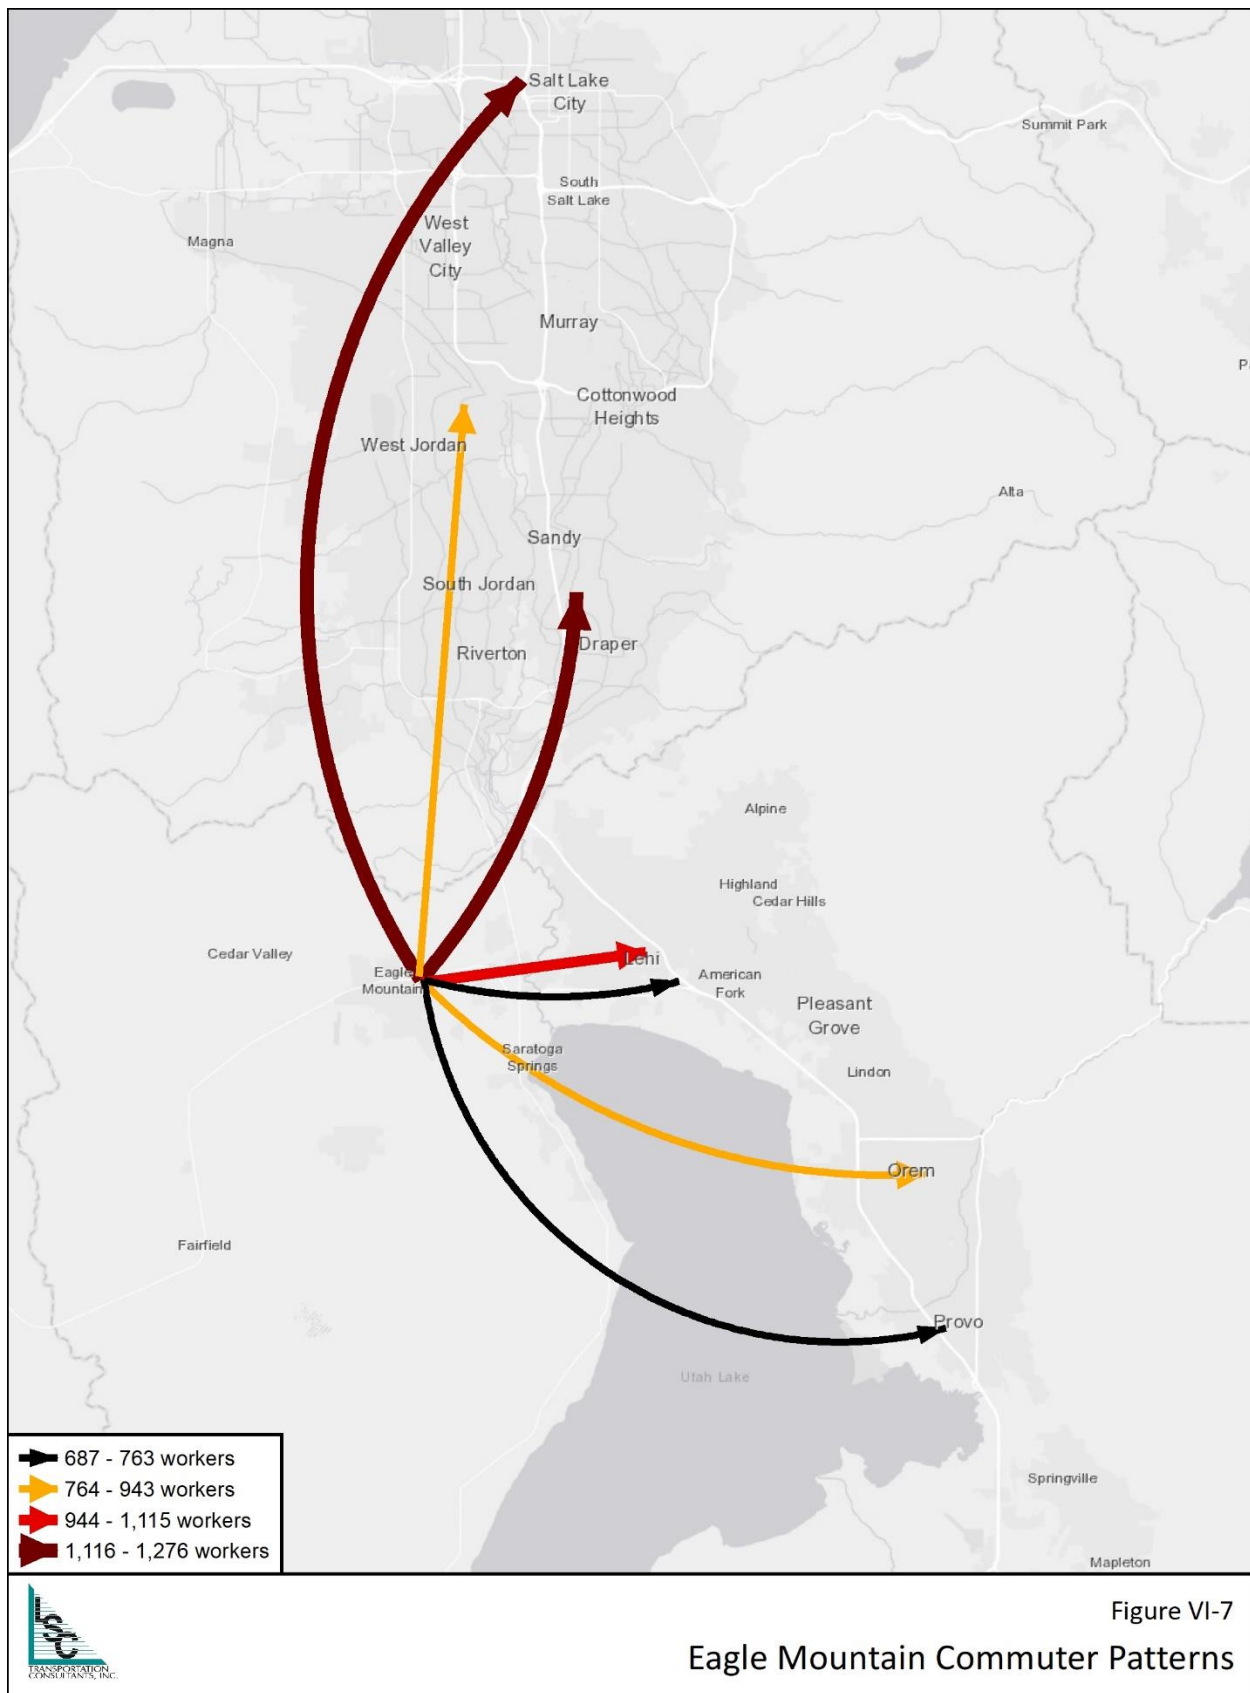 Salt Lake
City
Summit Park
South
Salt Lake
West
Valley
City
Magna
Murray
Cottonwood
Heights
West Jordan
Alta
Sandy
South Jordan
Riverton
Draper
Alpine
Highland
Cedar Hills
Cedar Valley
Lehi
Eagle
Mountain
American
Fork
Pleasant
Grove
Saratoga
Springs
Lindon
Orem
Fairfield
Provo
Utah Lake
Springville
Mapleton
687 - 763 workers
764 - 943 workers
944 - 1,115 workers
1,116 - 1,276 workers
LSC
TRANSPORTATION
CONSULTANTS, INC.
Figure VI-7
Eagle Mountain Commuter Patterns